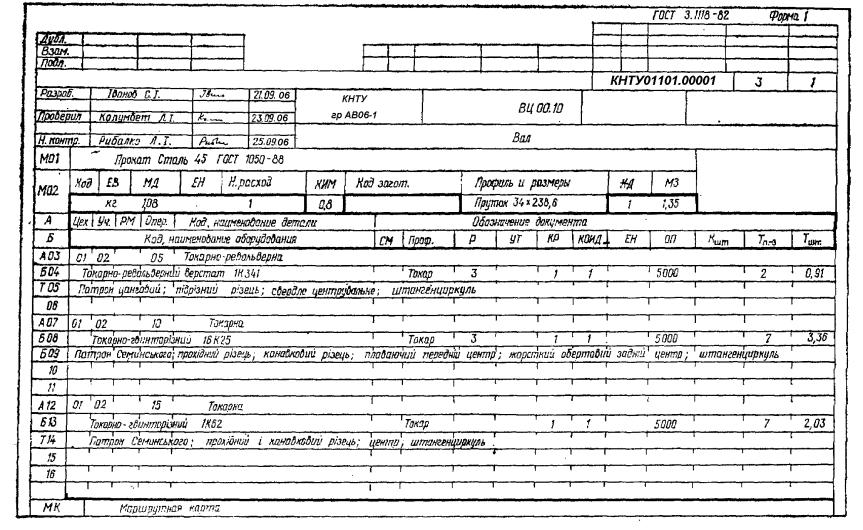 ГОСТ 3.1118-82 Форма 1
Дубл.
Взам.
Подл.
КНТУ01101.00001 3 1
Разраб. Іванов С.І. 21.09.06
КНТУ
гр АВ06-1
ВЦ 00.10
Проверил Калумбет Л.І. 23.09.06
Н. контр. Рибалко Л.І. 25.09.06
Вал
М01 Прокат Сталь 45 ГОСТ 1050-88
М02 Код ЕВ МД ЕН Н.расход КИМ Код загот. Профиль и размеры КД МЗ
кг 1,08 1 0,8 Пруток 34×238,6 1 1,35
А Цех Уч. РМ Опер. Код, наименование детали Обозначение документа
Б Код, наименование оборудования СМ Проф. Р УТ КР КОИД ЕН ОП Кшт Тп.з Тшт.
А03 01 02 05 Токарно-револьверна
Б04 Токарно-револьверний верстат 1К341 Токар 3 1 1 5000 2 0,91
Т05 Патрон цанговий; підрізний різець; свердло центрувальне; штангенциркуль
06
А07 01 02 10 Токарна
Б08 Токарно-гвинторізний 16К25 Токар 3 1 1 5000 7 3,36
Б09 Патрон Семинського; прохідний різець; канавковий різець; плаваючий передній центр; жорсткий обертовий задній центр; штангенциркуль
10
11
А12 01 02 15 Токарна
Б13 Токарно-гвинторізний 1К62 Токар 1 1 5000 7 2,03
Т14 Патрон Семинського; прохідний і канавковий різець; центр; штангенциркуль
15
16
МК Маршрутная карта